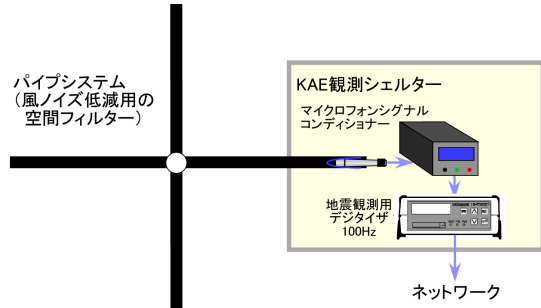 パイプシステム
(風ノイズ低減用の
空間フィルター)
KAE観測シェルター
マイクロフォンシグナル
コンディショナー
地震観測用
デジタイザ
100Hz
ネットワーク